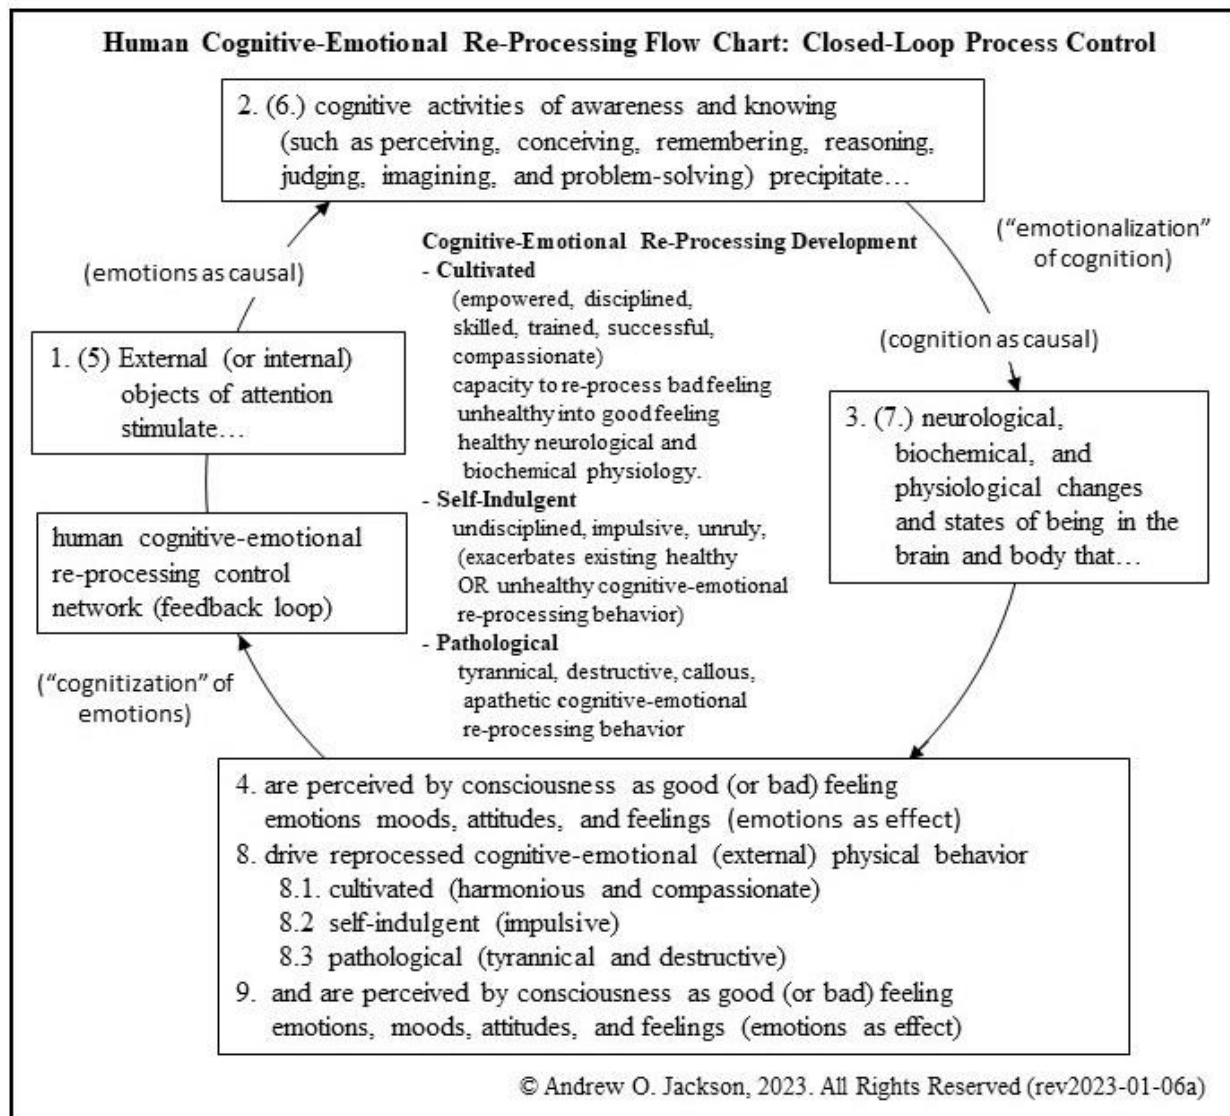 Human Cognitive-Emotional Re-Processing Flow Chart: Closed-Loop Process Control
2. (6.) cognitive activities of awareness and knowing
(such as perceiving, conceiving, remembering, reasoning,
judging, imagining, and problem-solving) precipitate…
("emotionalization"
of cognition)
(cognition as causal)
(emotions as causal)
1. (5) External (or internal)
objects of attention
stimulate…
Cognitive-Emotional Re-Processing Development
- Cultivated
(empowered, disciplined,
skilled, trained, successful,
compassionate)
capacity to re-process bad feeling
unhealthy into good feeling
healthy neurological and
biochemical physiology.
- Self-Indulgent
undisciplined, impulsive, unruly,
(exacerbates existing healthy
OR unhealthy cognitive-emotional
re-processing behavior)
- Pathological
tyrannical, destructive, callous,
apathetic cognitive-emotional
re-processing behavior
3. (7.) neurological,
biochemical, and
physiological changes
and states of being in the
brain and body that…
human cognitive-emotional
re-processing control
network (feedback loop)
("cognitization" of
emotions)
4. are perceived by consciousness as good (or bad) feeling
emotions moods, attitudes, and feelings (emotions as effect)
8. drive reprocessed cognitive-emotional (external) physical behavior
8.1. cultivated (harmonious and compassionate)
8.2 self-indulgent (impulsive)
8.3 pathological (tyrannical and destructive)
9. and are perceived by consciousness as good (or bad) feeling
emotions, moods, attitudes, and feelings (emotions as effect)
© Andrew O. Jackson, 2023. All Rights Reserved (rev2023-01-06a)